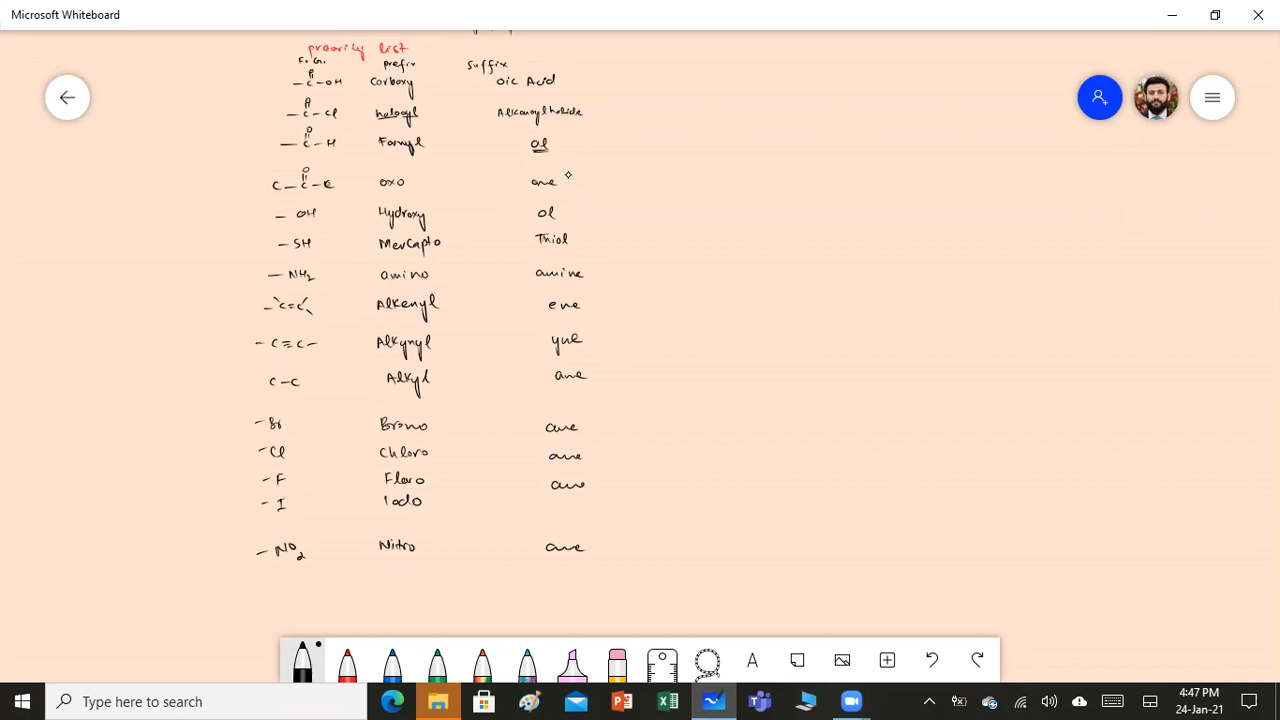 Microsoft Whiteboard
priority list
F. Gn. prefix suffix
-C(=O)-OH Carboxy oic Acid
-C(=O)-Cl haloayl Alkanoyl halide
-C(=O)-H Formyl al
C-C(=O)-C oxo one
-OH Hydroxy ol
-SH MerCapto Thiol
-NH2 amino amine
-C=C Alkenyl ene
-C≡C- Alkynyl yne
C-C Alkyl ane
-Br Bromo ane
-Cl Chloro ane
-F Floro ane
-I Iodo
-NO2 Nitro ane
Type here to search
4:47 PM
24-Jan-21